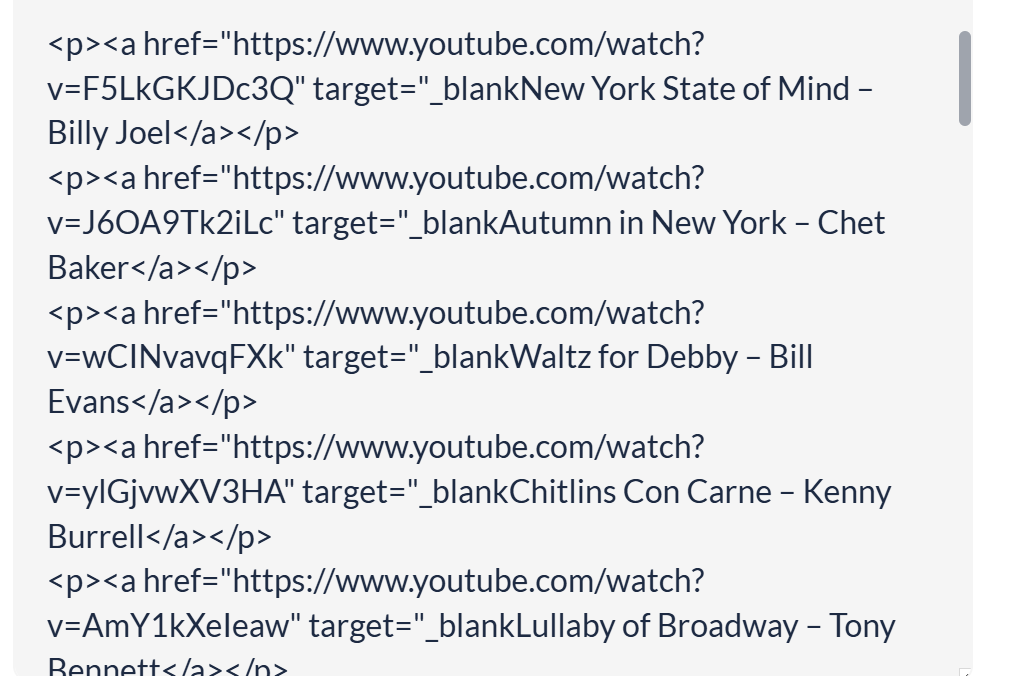 <p><a href="https://www.youtube.com/watch?
v=F5LkGKJDc3Q" target="_blankNew York State of Mind –
Billy Joel</a></p>
<p><a href="https://www.youtube.com/watch?
v=J6OA9Tk2iLc" target="_blankAutumn in New York – Chet
Baker</a></p>
<p><a href="https://www.youtube.com/watch?
v=wCINvavqFXk" target="_blankWaltz for Debby – Bill
Evans</a></p>
<p><a href="https://www.youtube.com/watch?
v=ylGjvwXV3HA" target="_blankChitlins Con Carne – Kenny
Burrell</a></p>
<p><a href="https://www.youtube.com/watch?
v=AmY1kXeIeaw" target="_blankLullaby of Broadway – Tony
Bennett</a></p>